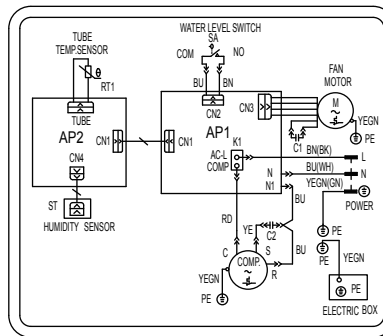 WATER LEVEL SWITCH
SA
COM NO
BU BN
TUBE
TEMP.SENSOR
θ
RT1
TUBE
AP2
CN4
CN1
ST
HUMIDITY SENSOR
CN2
CN3
CN1
AP1
K1
AC-L
COMP
N
N1
FAN
MOTOR
M
~
YEGN
PE
C1
BN(BK)
L
BU(WH)
N
YEGN(GN)
POWER
BU
RD
YE
C2
C
S
COMP.
~
R
BU
YEGN
PE
PE
PE
YEGN
PE
ELECTRIC BOX